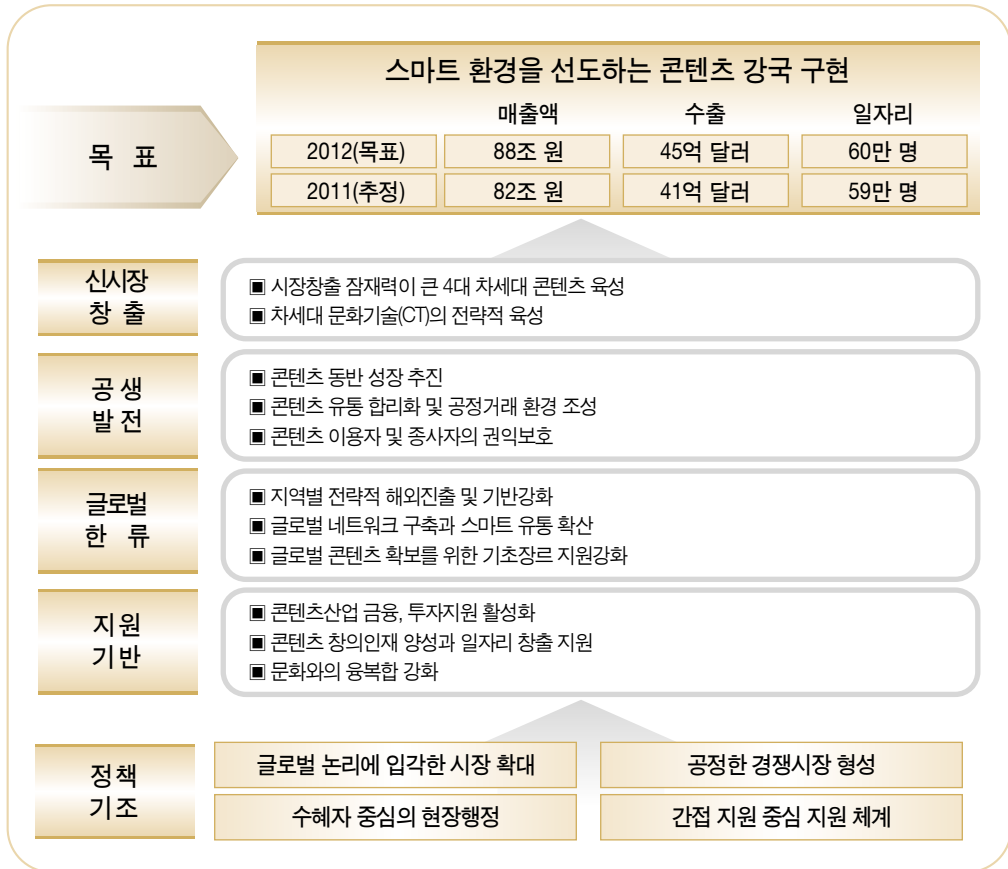 스마트 환경을 선도하는 콘텐츠 강국 구현
매출액 수출 일자리
목 표
2012(목표) 88조 원 45억 달러 60만 명
2011(추정) 82조 원 41억 달러 59만 명
신시장
창 출
▣ 시장창출 잠재력이 큰 4대 차세대 콘텐츠 육성
▣ 차세대 문화기술(CT)의 전략적 육성
공 생
발 전
▣ 콘텐츠 동반 성장 추진
▣ 콘텐츠 유통 합리화 및 공정거래 환경 조성
▣ 콘텐츠 이용자 및 종사자의 권익보호
글로벌
한 류
▣ 지역별 전략적 해외진출 및 기반강화
▣ 글로벌 네트워크 구축과 스마트 유통 확산
▣ 글로벌 콘텐츠 확보를 위한 기초장르 지원강화
지원
기반
▣ 콘텐츠산업 금융, 투자지원 활성화
▣ 콘텐츠 창의인재 양성과 일자리 창출 지원
▣ 문화와의 융복합 강화
정책
기조
글로벌 논리에 입각한 시장 확대 공정한 경쟁시장 형성
수혜자 중심의 현장행정 간접 지원 중심 지원 체계